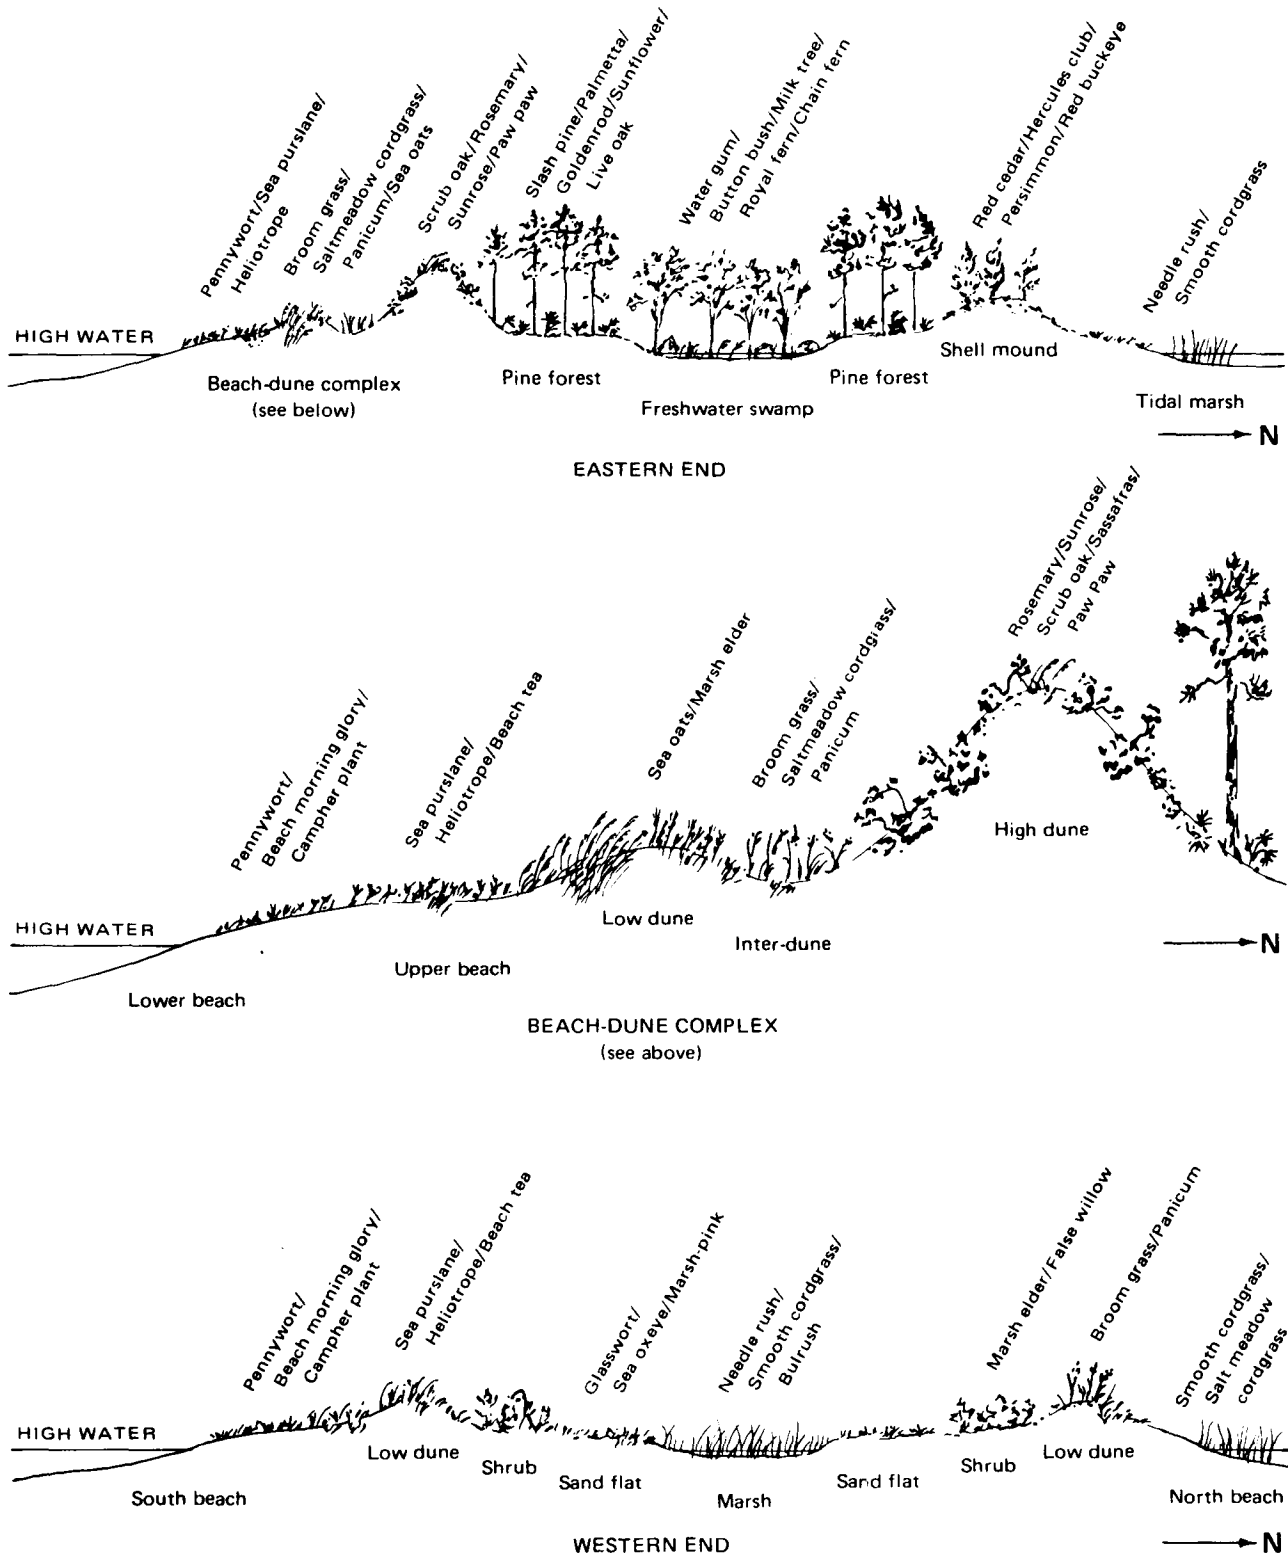 Pennywort/Sea purslane/
Heliotrope
Broom grass/
Saltmeadow cordgrass/
Panicum/Sea oats
Scrub oak/Rosemary/
Sunrose/Paw paw
Slash pine/Palmetta/
Goldenrod/Sunflower/
Live oak
Water gum/
Button bush/Milk tree/
Royal fern/Chain fern
Red cedar/Hercules club/
Persimmon/Red buckeye
Needle rush/
Smooth cordgrass
HIGH WATER
Beach-dune complex
(see below)
Pine forest
Freshwater swamp
Pine forest
Shell mound
Tidal marsh
N
EASTERN END
Pennywort/
Beach morning glory/
Campher plant
Sea purslane/
Heliotrope/Beach tea
Sea oats/Marsh elder
Broom grass/
Saltmeadow cordgrass/
Panicum
Rosemary/Sunrose/
Scrub oak/Sassafras/
Paw Paw
HIGH WATER
Lower beach
Upper beach
Low dune
Inter-dune
High dune
N
BEACH-DUNE COMPLEX
(see above)
Pennywort/
Beach morning glory/
Campher plant
Sea purslane/
Heliotrope/Beach tea
Glasswort/
Sea oxeye/Marsh-pink
Needle rush/
Smooth cordgrass/
Bulrush
Marsh elder/False willow
Broom grass/Panicum
Smooth cordgrass/
Salt meadow
cordgrass
HIGH WATER
South beach
Low dune
Shrub
Sand flat
Marsh
Sand flat
Shrub
Low dune
North beach
WESTERN END
N